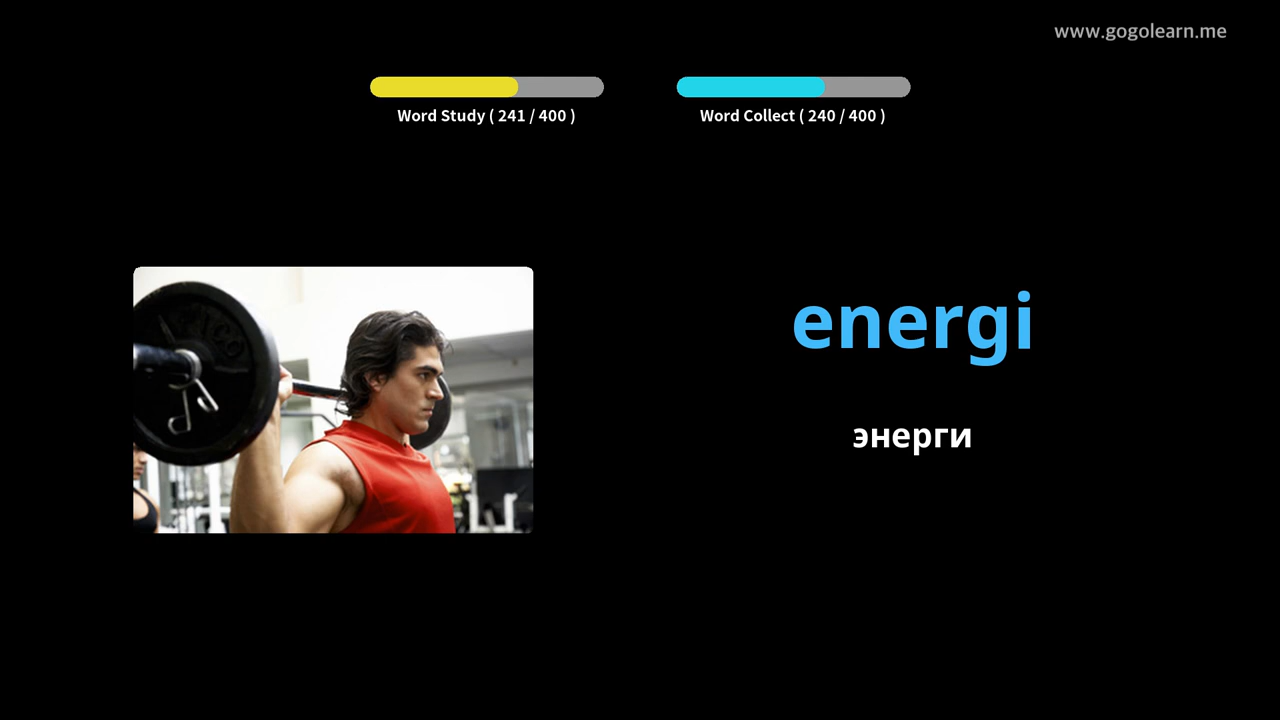 www.gogolearn.me
Word Study ( 241 / 400 )
Word Collect ( 240 / 400 )
energi
энерги